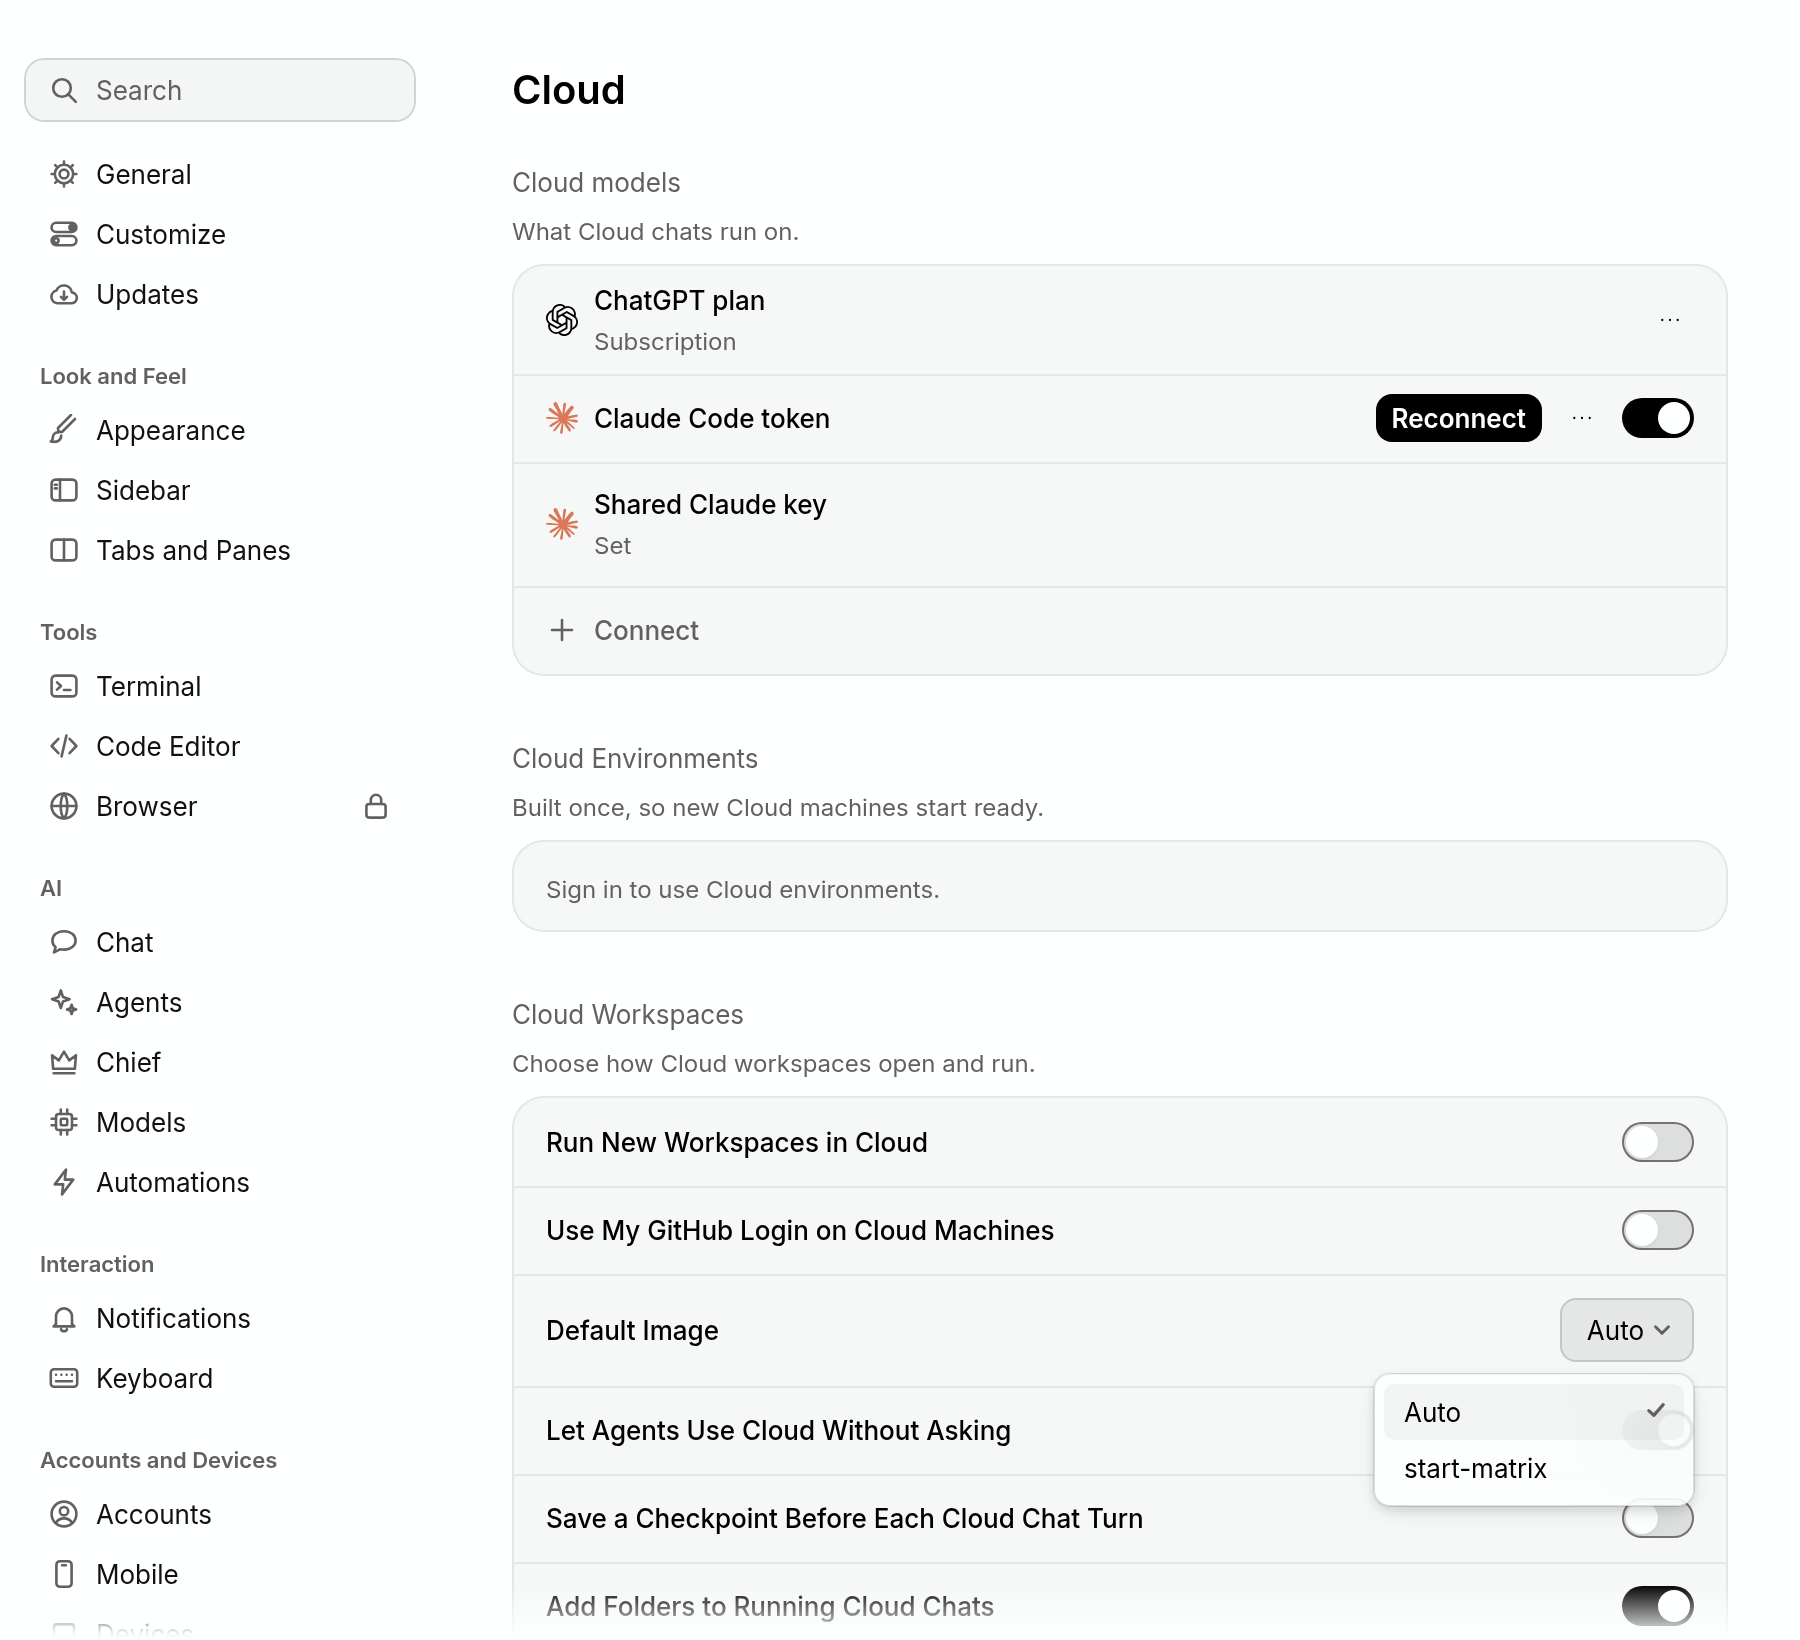 Search
General
Customize
Updates
Look and Feel
Appearance
Sidebar
Tabs and Panes
Tools
Terminal
Code Editor
Browser
AI
Chat
Agents
Chief
Models
Automations
Interaction
Notifications
Keyboard
Accounts and Devices
Accounts
Mobile
Devices
Cloud
Cloud models
What Cloud chats run on.
ChatGPT plan
Subscription
Claude Code token
Reconnect
Shared Claude key
Set
Connect
Cloud Environments
Built once, so new Cloud machines start ready.
Sign in to use Cloud environments.
Cloud Workspaces
Choose how Cloud workspaces open and run.
Run New Workspaces in Cloud
Use My GitHub Login on Cloud Machines
Default Image
Auto
Auto
start-matrix
Let Agents Use Cloud Without Asking
Save a Checkpoint Before Each Cloud Chat Turn
Add Folders to Running Cloud Chats